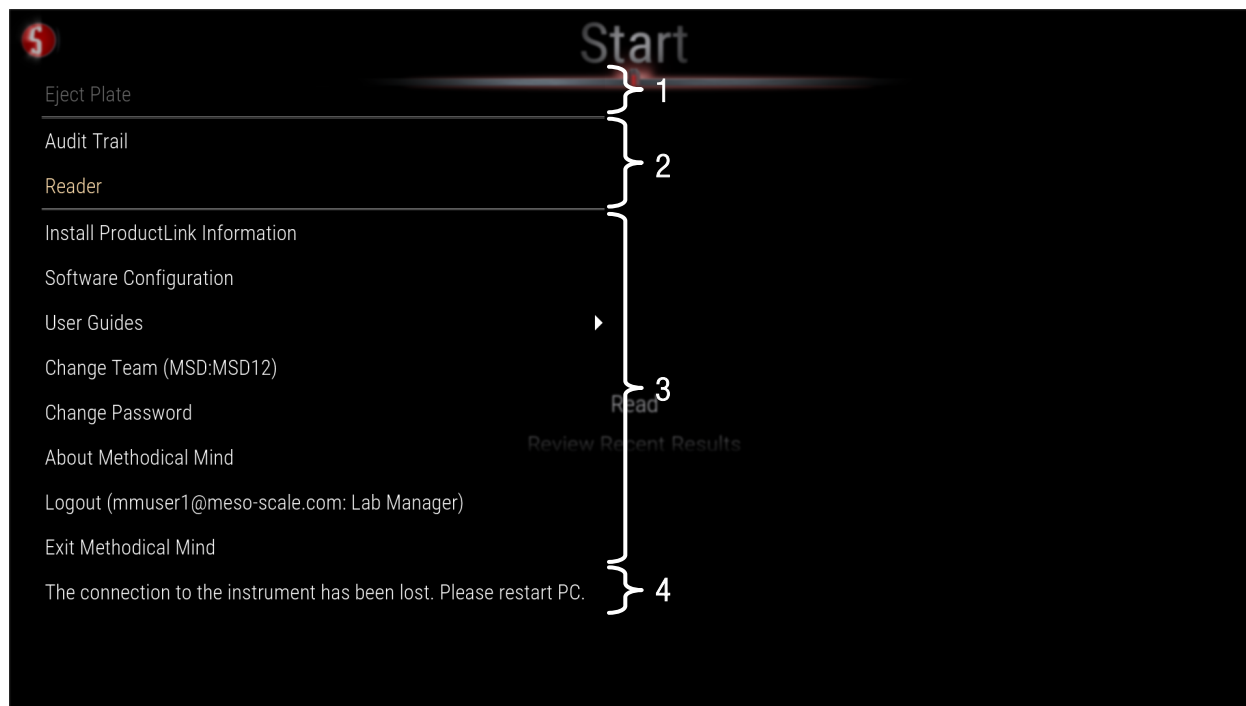 S
Start
Eject Plate
1
Audit Trail
2
Reader
Install ProductLink Information
Software Configuration
User Guides
Change Team (MSD:MSD12)
3
Change Password
Read
About Methodical Mind
Review Recent Results
Logout (mmuser1@meso-scale.com: Lab Manager)
Exit Methodical Mind
The connection to the instrument has been lost. Please restart PC.
4